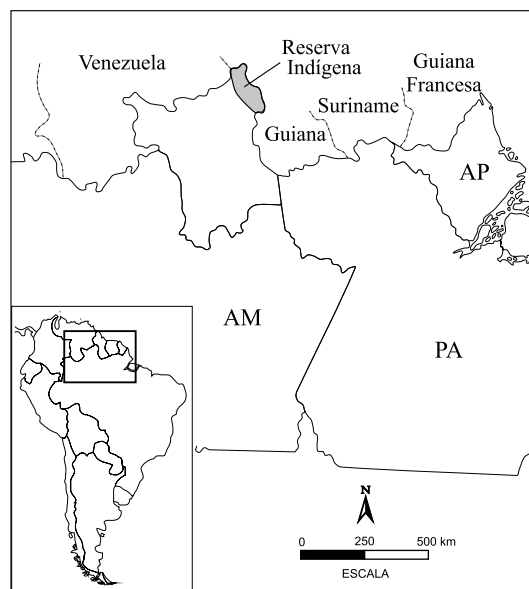 Venezuela
Reserva
Indígena
Guiana
Francesa
Suriname
Guiana
AP
AM
PA
N
0 250 500 km
ESCALA